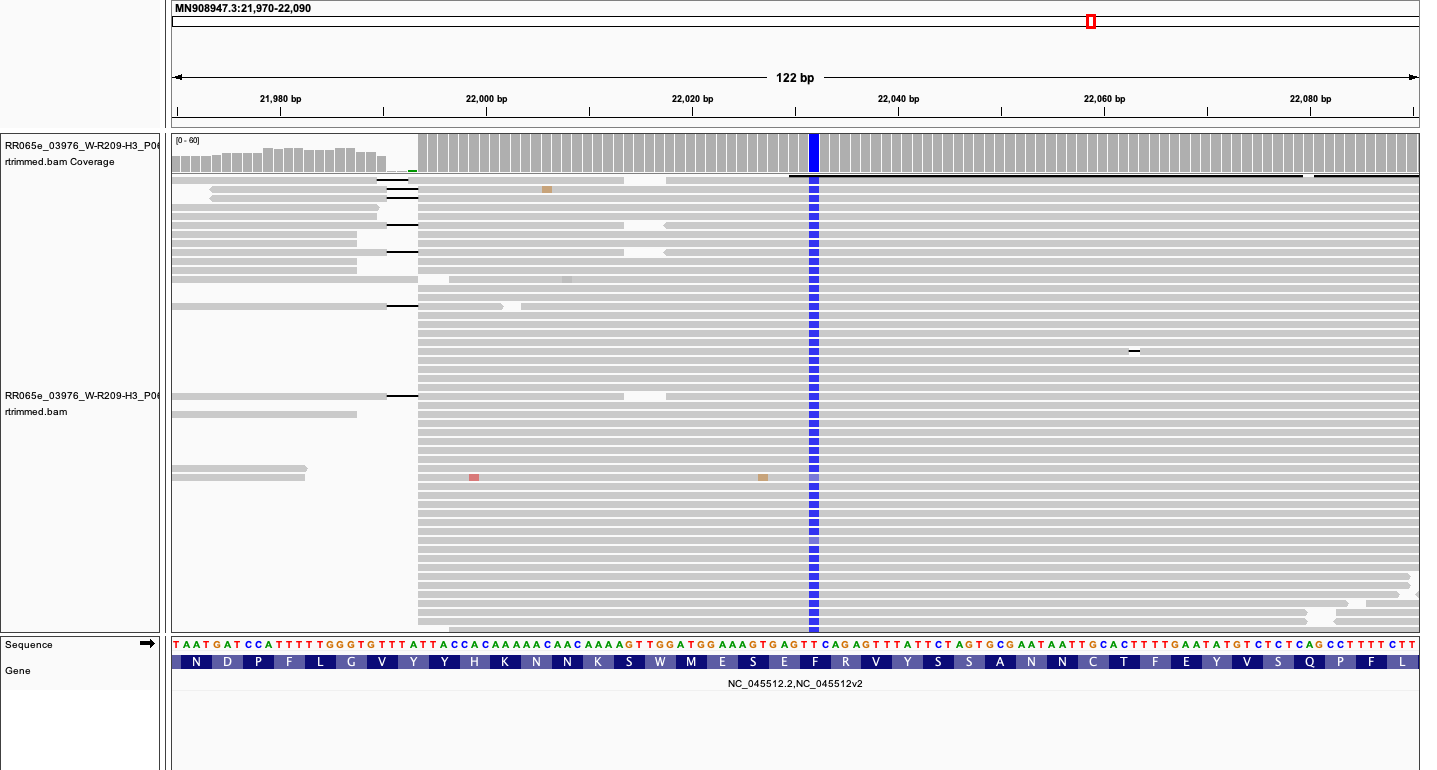 MN908947.3:21,970-22,090
122 bp
21,980 bp 22,000 bp 22,020 bp 22,040 bp 22,060 bp 22,080 bp
RR065e_03976_W-R209-H3_P06
rtrimmed.bam Coverage
[0 - 60]
RR065e_03976_W-R209-H3_P06
rtrimmed.bam
Sequence
TAATGATCCATTTTTGGGTGTTTATTACCACAAAAACAACAAAAGTTGGATGGAAAGTGAGTTCAGAGTTTATTCTAGTGCGAATAATTGCACTTTTGAATATGTCTCTCAGCCTTTTCTT
Gene
N D P F L G V Y Y H K N N K S W M E S E F R V Y S S A N N C T F E Y V S Q P F L
NC_045512.2,NC_045512v2